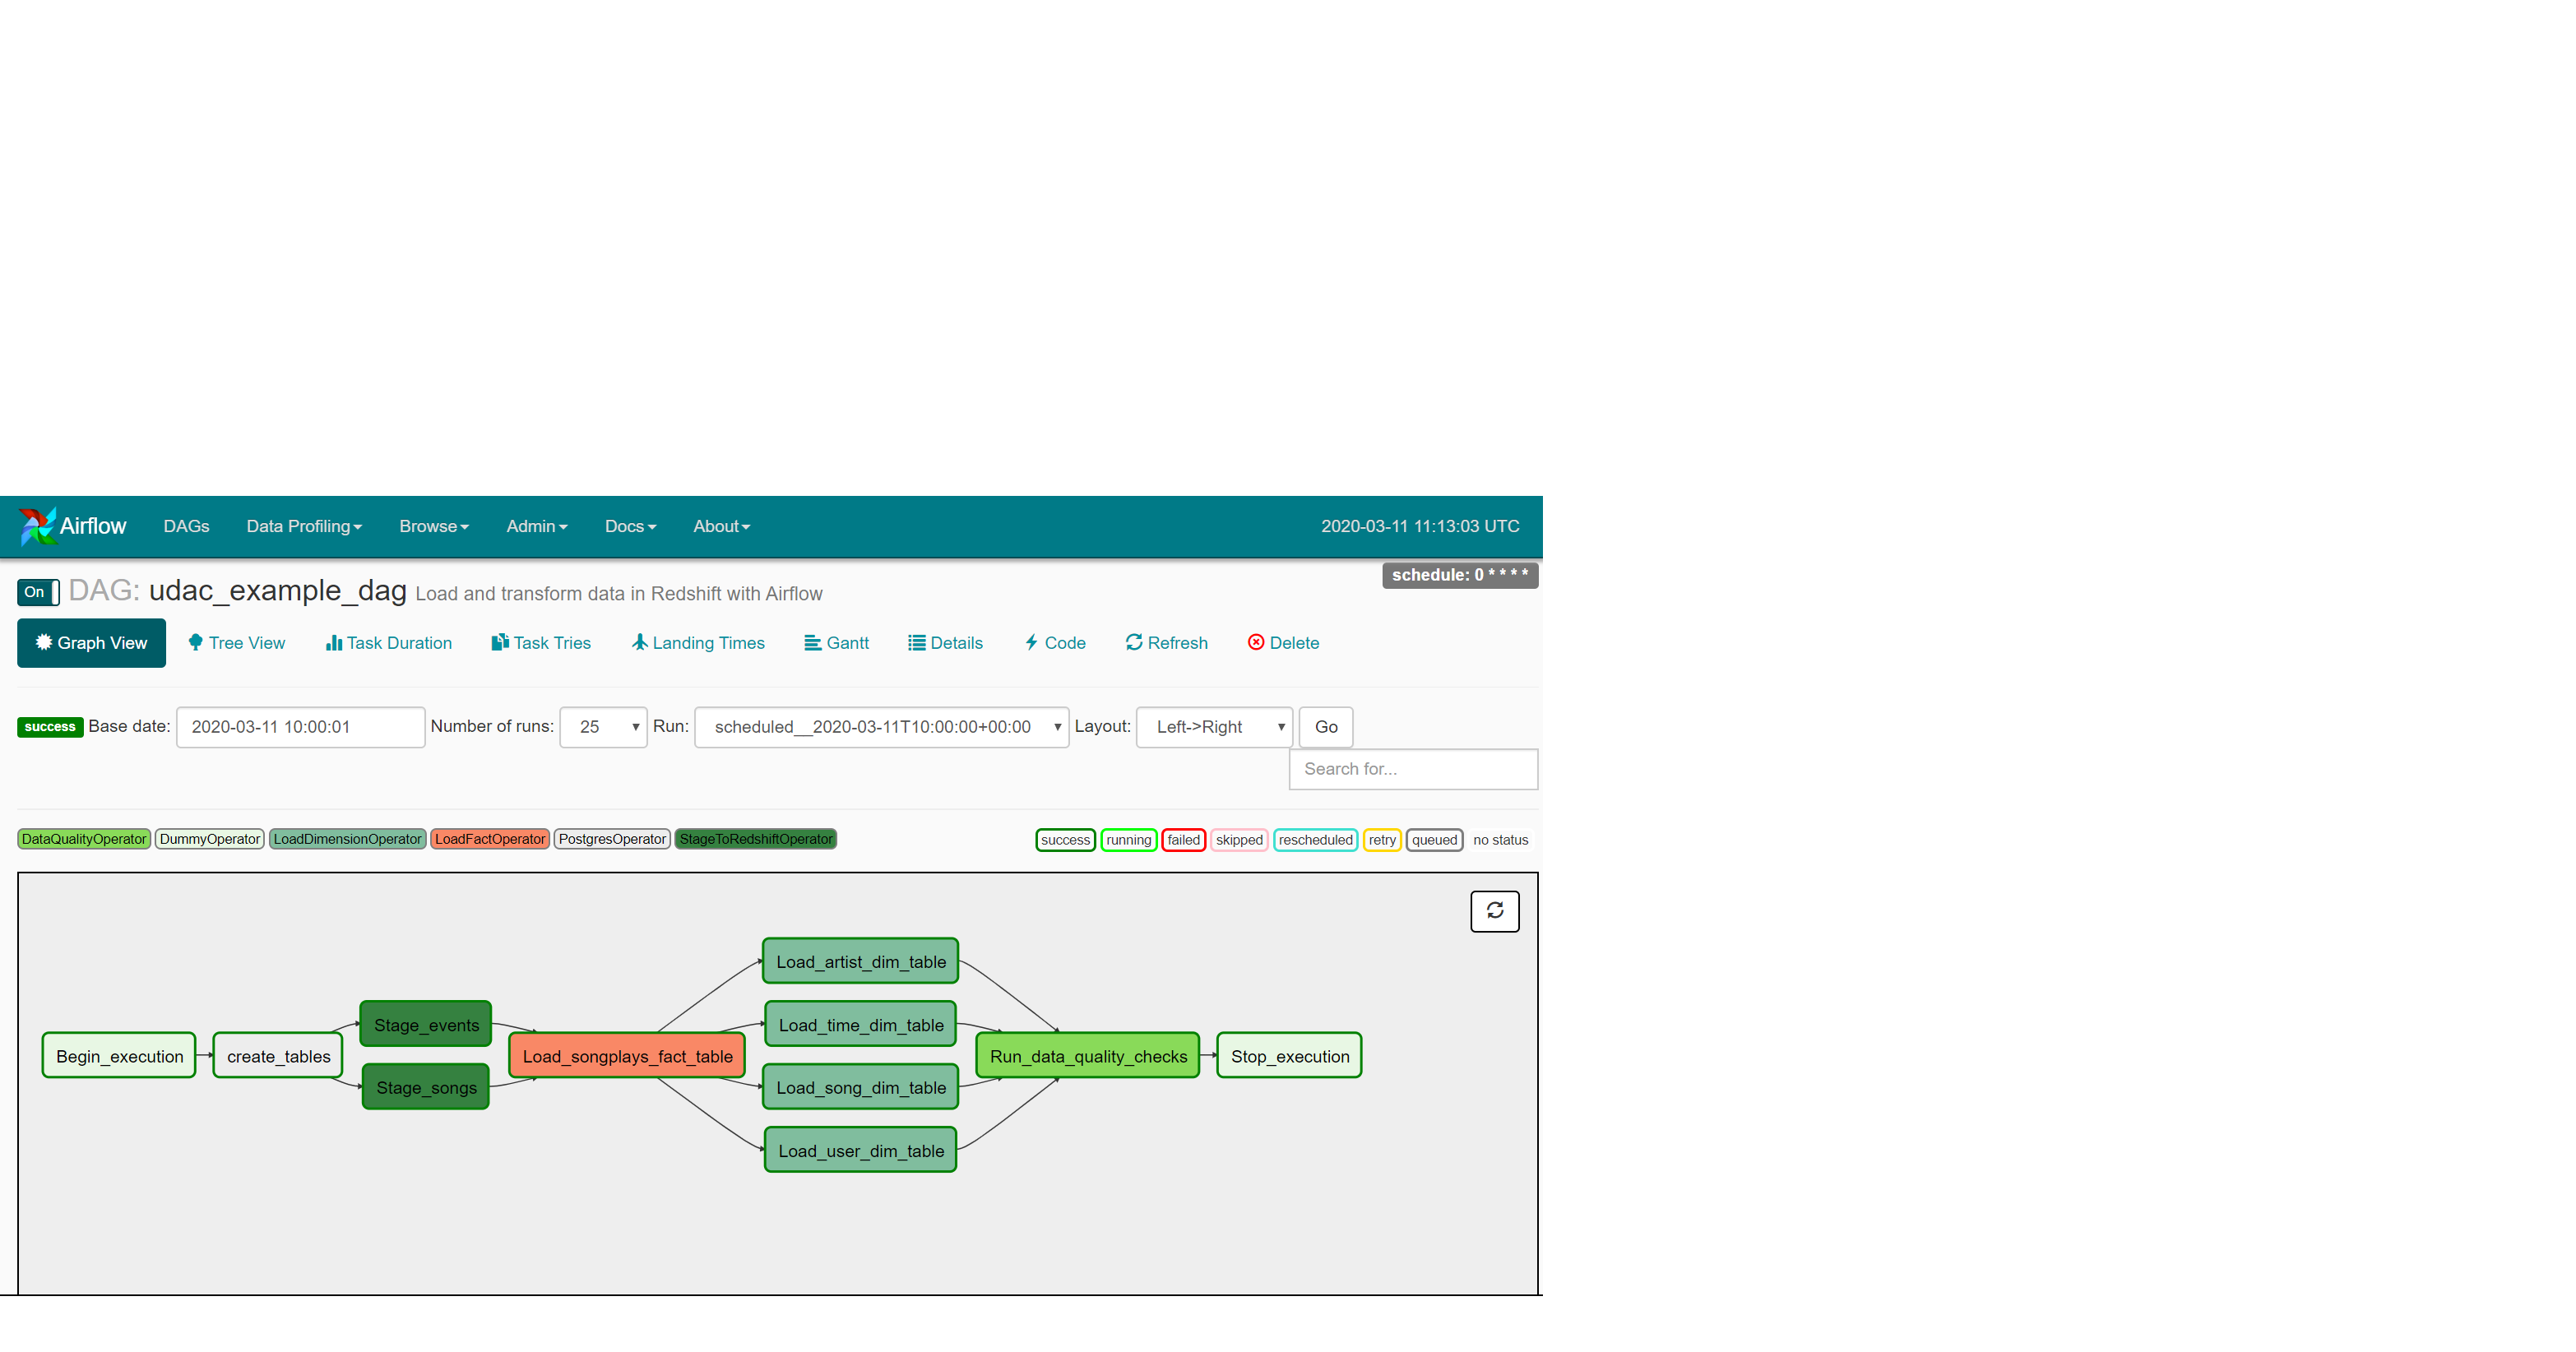 Airflow DAGs Data Profiling Browse Admin Docs About 2020-03-11 11:13:03 UTC
schedule: 0 * * * *
On DAG: udac_example_dag Load and transform data in Redshift with Airflow
Graph View Tree View Task Duration Task Tries Landing Times Gantt Details Code Refresh Delete
success Base date: 2020-03-11 10:00:01 Number of runs: 25 Run: scheduled__2020-03-11T10:00:00+00:00 Layout: Left->Right Go
Search for...
DataQualityOperator DummyOperator LoadDimensionOperator LoadFactOperator PostgresOperator StageToRedshiftOperator success running failed skipped rescheduled retry queued no status
Load_artist_dim_table
Stage_events Load_time_dim_table
Begin_execution create_tables Load_songplays_fact_table Run_data_quality_checks Stop_execution
Stage_songs Load_song_dim_table
Load_user_dim_table